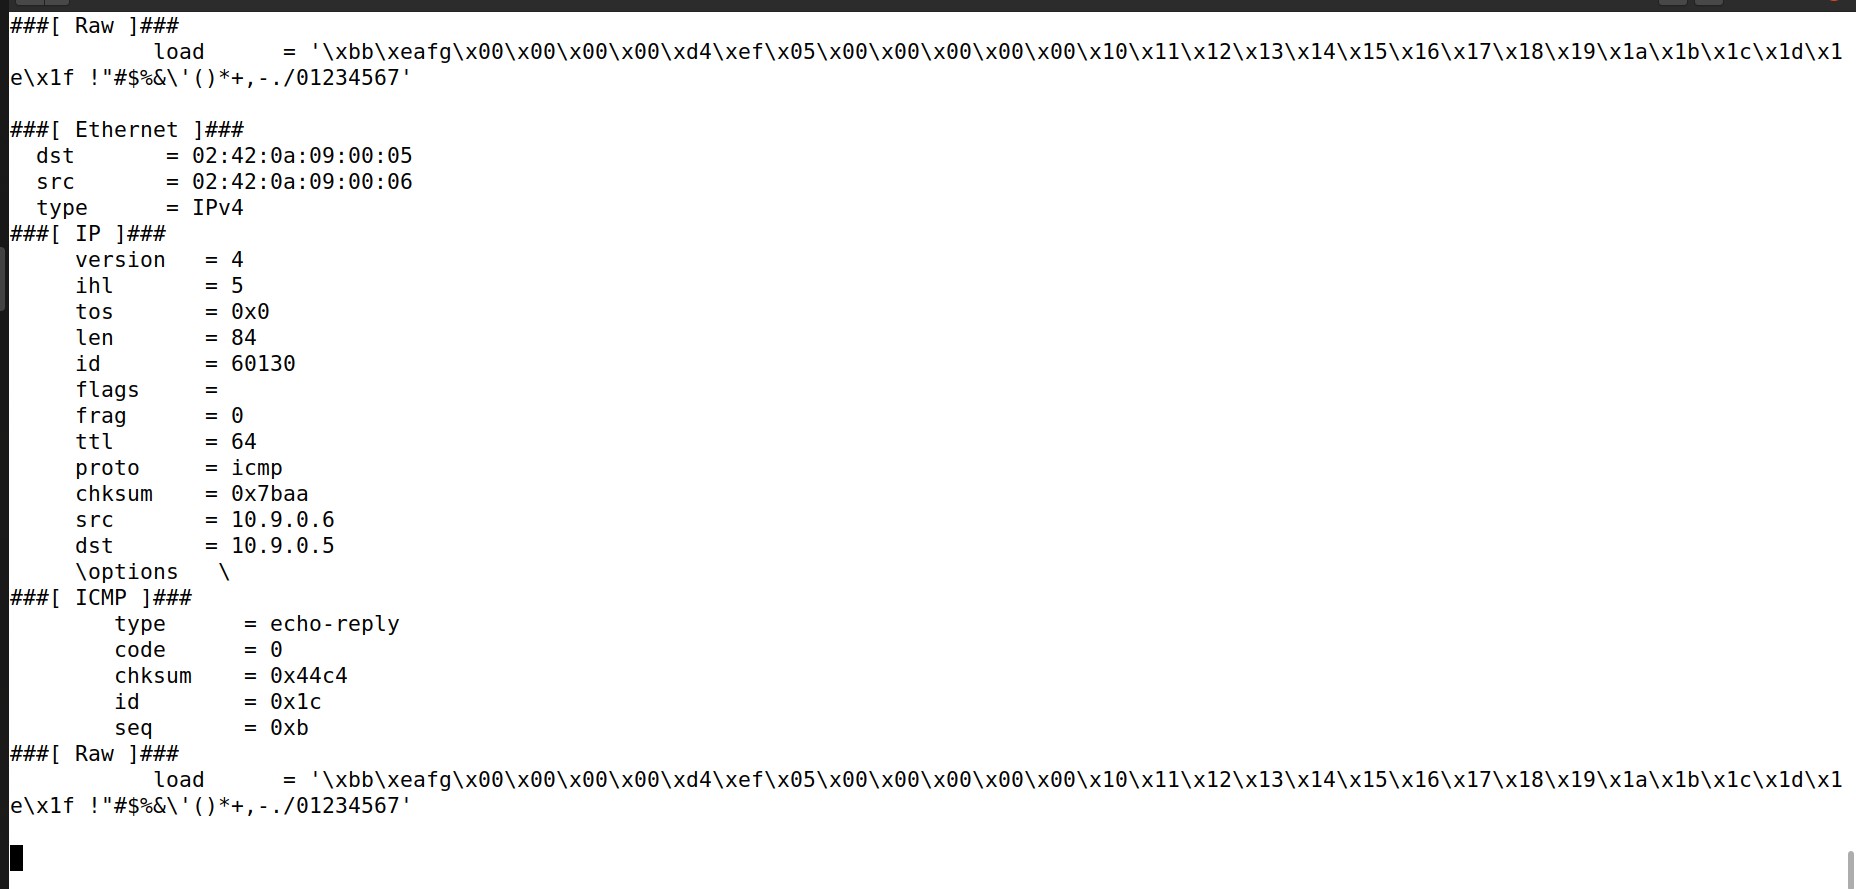 ###[ Raw ]###
           load      = '\xbb\xeafg\x00\x00\x00\x00\xd4\xef\x05\x00\x00\x00\x00\x00\x10\x11\x12\x13\x14\x15\x16\x17\x18\x19\x1a\x1b\x1c\x1d\x1
e\x1f !"#$%&\'()*+,-./01234567'

###[ Ethernet ]###
  dst       = 02:42:0a:09:00:05
  src       = 02:42:0a:09:00:06
  type      = IPv4
###[ IP ]###
     version   = 4
     ihl       = 5
     tos       = 0x0
     len       = 84
     id        = 60130
     flags     =
     frag      = 0
     ttl       = 64
     proto     = icmp
     chksum    = 0x7baa
     src       = 10.9.0.6
     dst       = 10.9.0.5
     \options   \
###[ ICMP ]###
        type      = echo-reply
        code      = 0
        chksum    = 0x44c4
        id        = 0x1c
        seq       = 0xb
###[ Raw ]###
           load      = '\xbb\xeafg\x00\x00\x00\x00\xd4\xef\x05\x00\x00\x00\x00\x00\x10\x11\x12\x13\x14\x15\x16\x17\x18\x19\x1a\x1b\x1c\x1d\x1
e\x1f !"#$%&\'()*+,-./01234567'